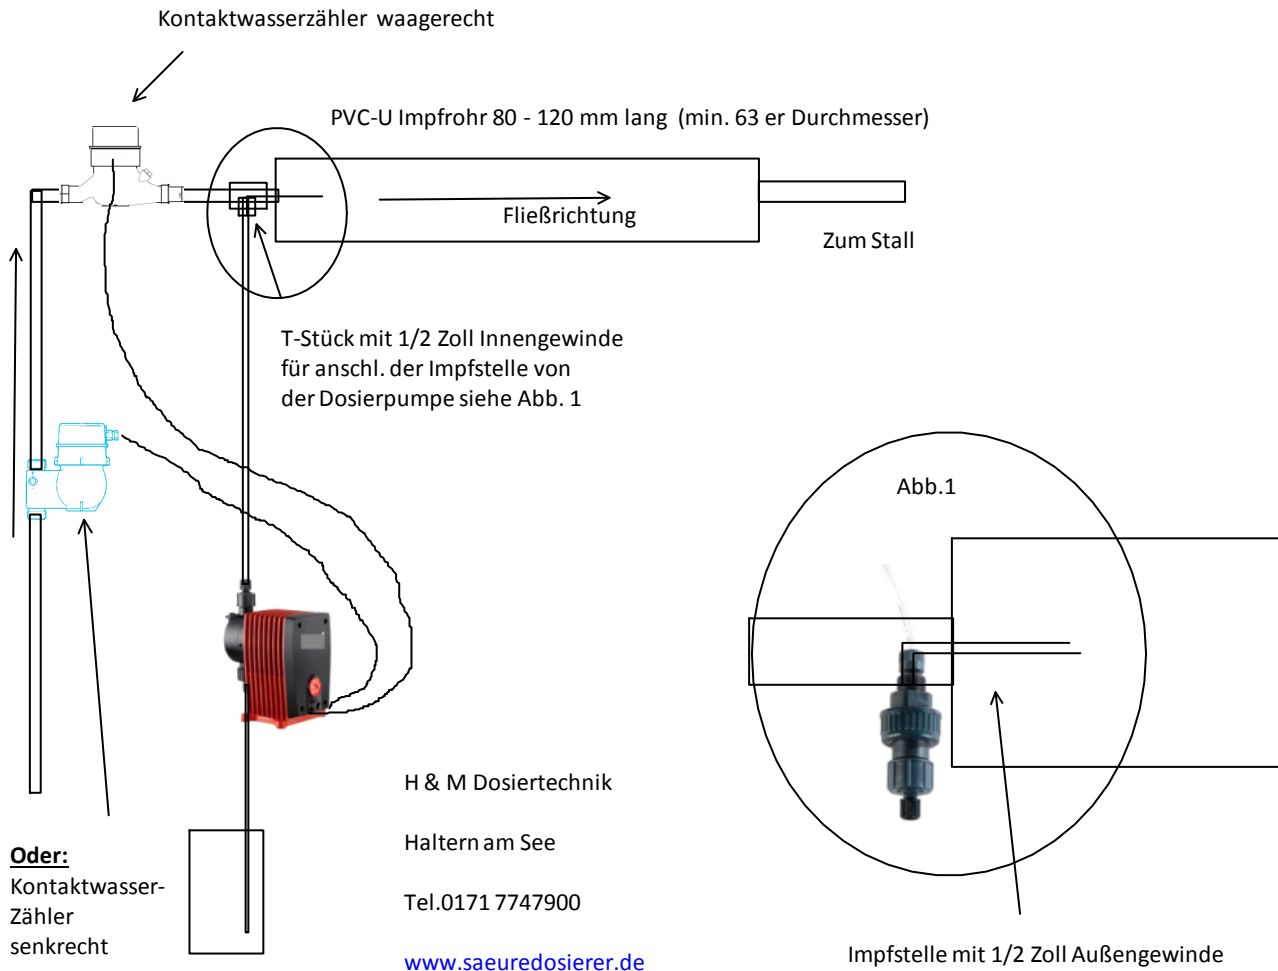 Kontaktwasserzähler waagerecht
PVC-U Impfrohr 80 - 120 mm lang (min. 63 er Durchmesser)
Fließrichtung
Zum Stall
T-Stück mit 1/2 Zoll Innengewinde
für anschl. der Impfstelle von
der Dosierpumpe siehe Abb. 1
Abb.1
H & M Dosiertechnik
Haltern am See
Tel.0171 7747900
www.saeuredosierer.de
Oder:
Kontaktwasser-
Zähler
senkrecht
Impfstelle mit 1/2 Zoll Außengewinde